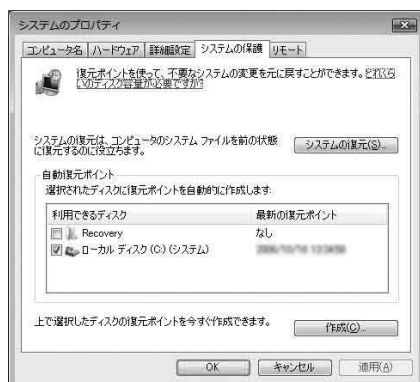 システムのプロパティ
コンピュータ名 ハードウェア 詳細設定 システムの保護 リモート
復元ポイントを使って、不要なシステムの変更を元に戻すことができます。どれくら
いのディスク容量が必要ですか?
システムの復元は、コンピュータのシステム ファイルを前の状態
に復元するのに役立ちます。
システムの復元(S)...
自動復元ポイント
選択されたディスクに復元ポイントを自動的に作成します:
利用できるディスク 最新の復元ポイント
Recovery なし
ローカル ディスク (C:) (システム)
上で選択したディスクの復元ポイントを今すぐ作成できます。
作成(C)...
OK キャンセル 適用(A)